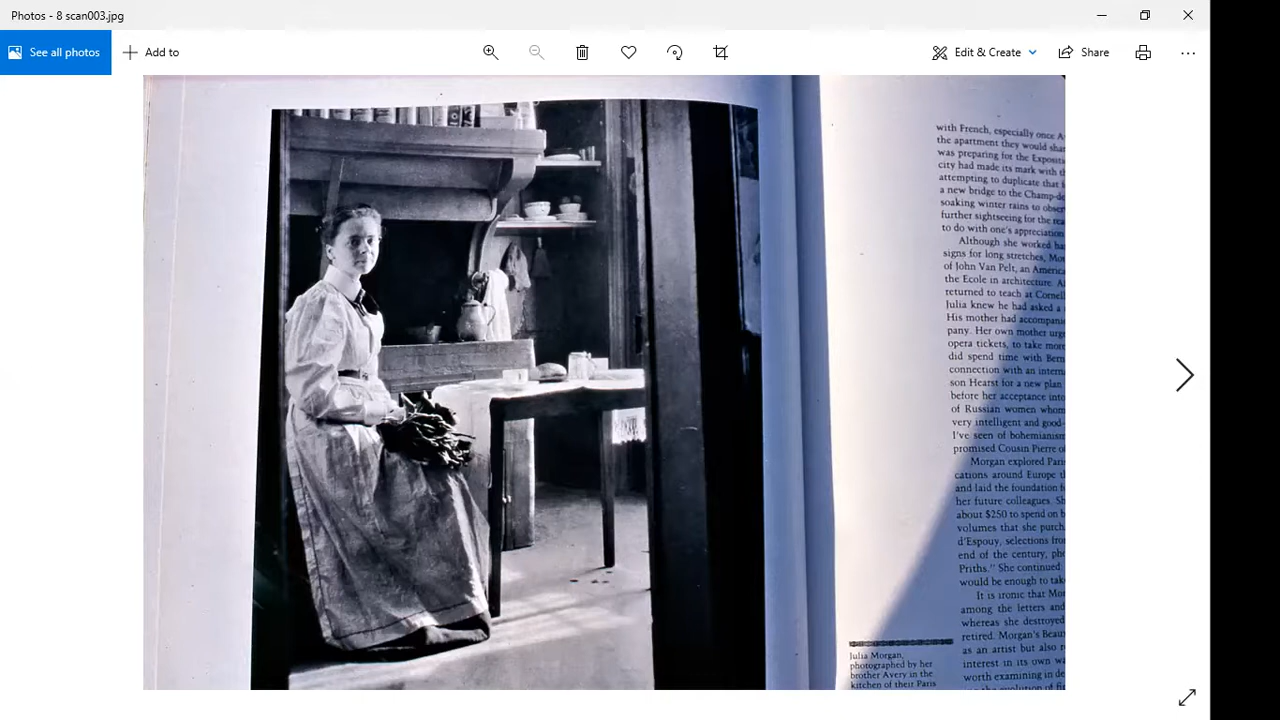 Photos - 8 scan003.jpg
See all photos
Add to
Edit & Create
Share
with French, especially once A
the apartment they would shar
was preparing for the Expositi
city had made its mark with th
attempting to duplicate that f
a new bridge to the Champ-de
soaking winter rains to obser
further sightseeing for the rea
to do with one's appreciation
Although she worked ha
signs for long stretches, Mor
of John Van Pelt, an America
the Ecole in architecture. A
returned to teach at Cornell
Julia knew he had asked a
His mother had accompani
pany. Her own mother urge
opera tickets, to take more
did spend time with Bern
connection with an intern
son Hearst for a new plan
before her acceptance into
of Russian women whom
very intelligent and good-
I've seen of bohemianism
promised Cousin Pierre o
Morgan explored Pari
cations around Europe t
and laid the foundation f
her future colleagues. Sh
about $250 to spend on b
volumes that she purch
d'Espouy, selections fro
end of the century, pho
Priths." She continued
would be enough to tak
It is ironic that Mor
among the letters and
whereas she destroyed
retired. Morgan's Beau
as an artist but also r
interest in its own wa
worth examining in de
Julia Morgan,
photographed by her
brother Avery in the
kitchen of their Paris